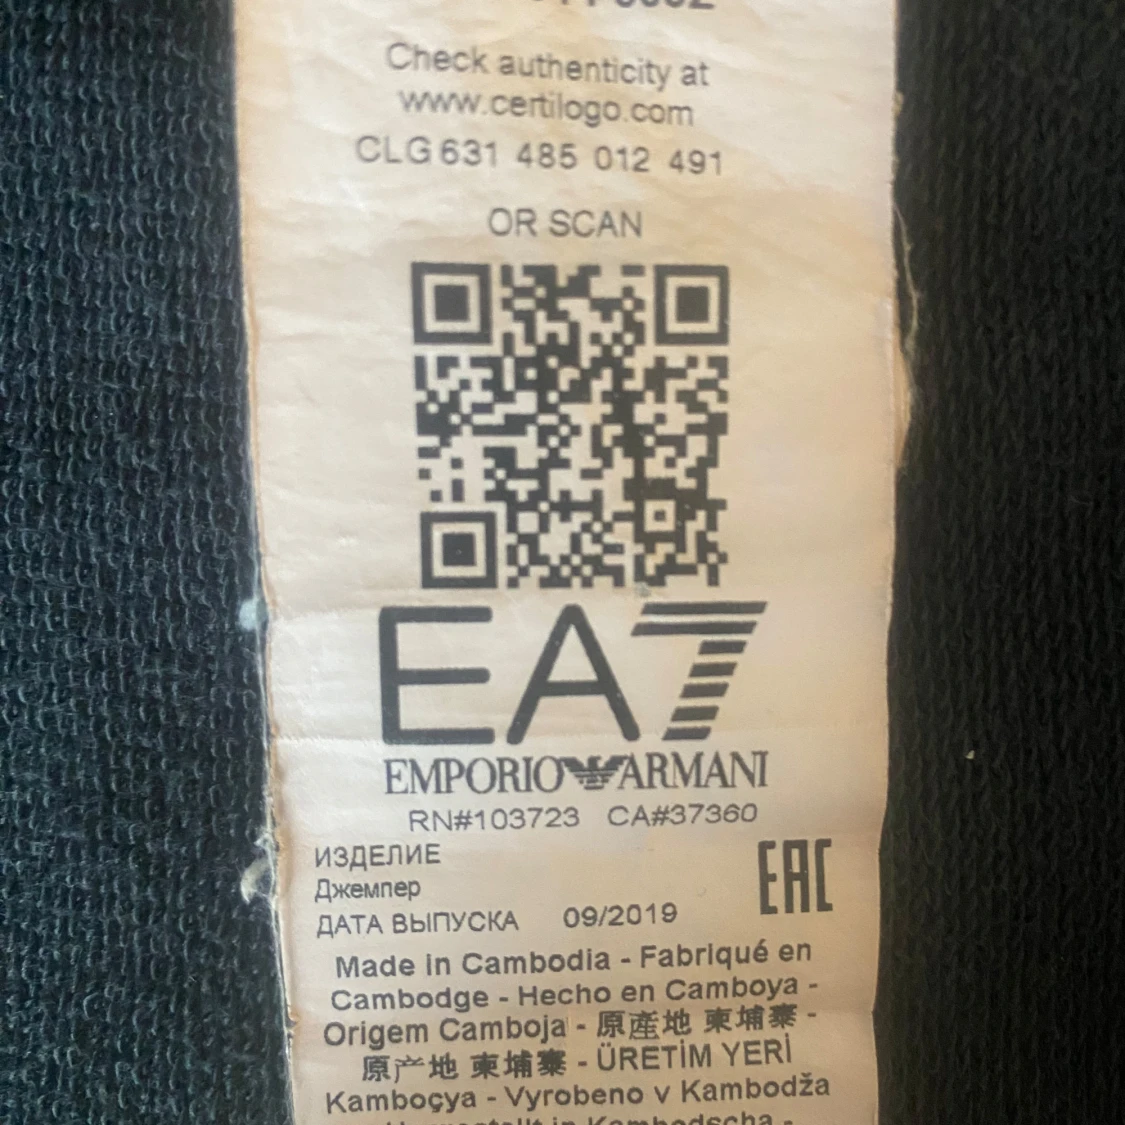 Check authenticity at
www.certilogo.com
CLG 631 485 012 491
OR SCAN
EA7
EMPORIO ARMANI
RN#103723 CA#37360
ИЗДЕЛИЕ
Джемпер
EAC
ДАТА ВЫПУСКА 09/2019
Made in Cambodia - Fabriqué en
Cambodge - Hecho en Camboya -
Origem Camboja - 原產地 柬埔寨 -
原产地 柬埔寨 - ÜRETİM YERİ
Kamboçya - Vyrobeno v Kambodža
in Kambodscha -